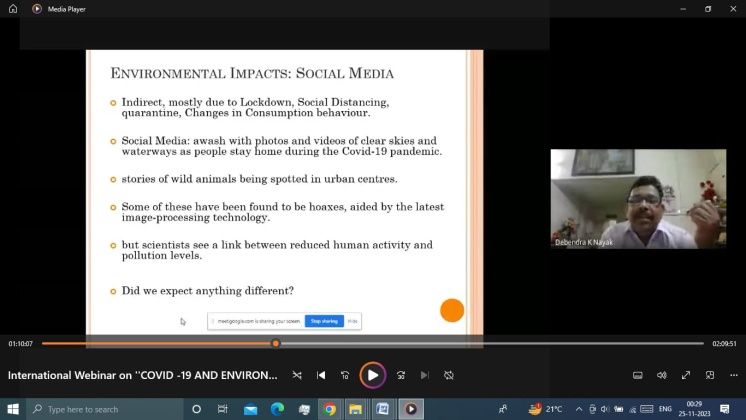 Media Player
ENVIRONMENTAL IMPACTS: SOCIAL MEDIA
Indirect, mostly due to Lockdown, Social Distancing,
quarantine, Changes in Consumption behaviour.
Social Media: awash with photos and videos of clear skies and
waterways as people stay home during the Covid-19 pandemic.
stories of wild animals being spotted in urban centres.
Some of these have been found to be hoaxes, aided by the latest
image-processing technology.
but scientists see a link between reduced human activity and
pollution levels.
Did we expect anything different?
Debendra K Nayak
meet.google.com is sharing your screen.
Stop sharing
Hide
01:10:07
02:09:51
International Webinar on "COVID -19 AND ENVIRON...
10
30
Type here to search
21°C
ENG
00:29
25-11-2023